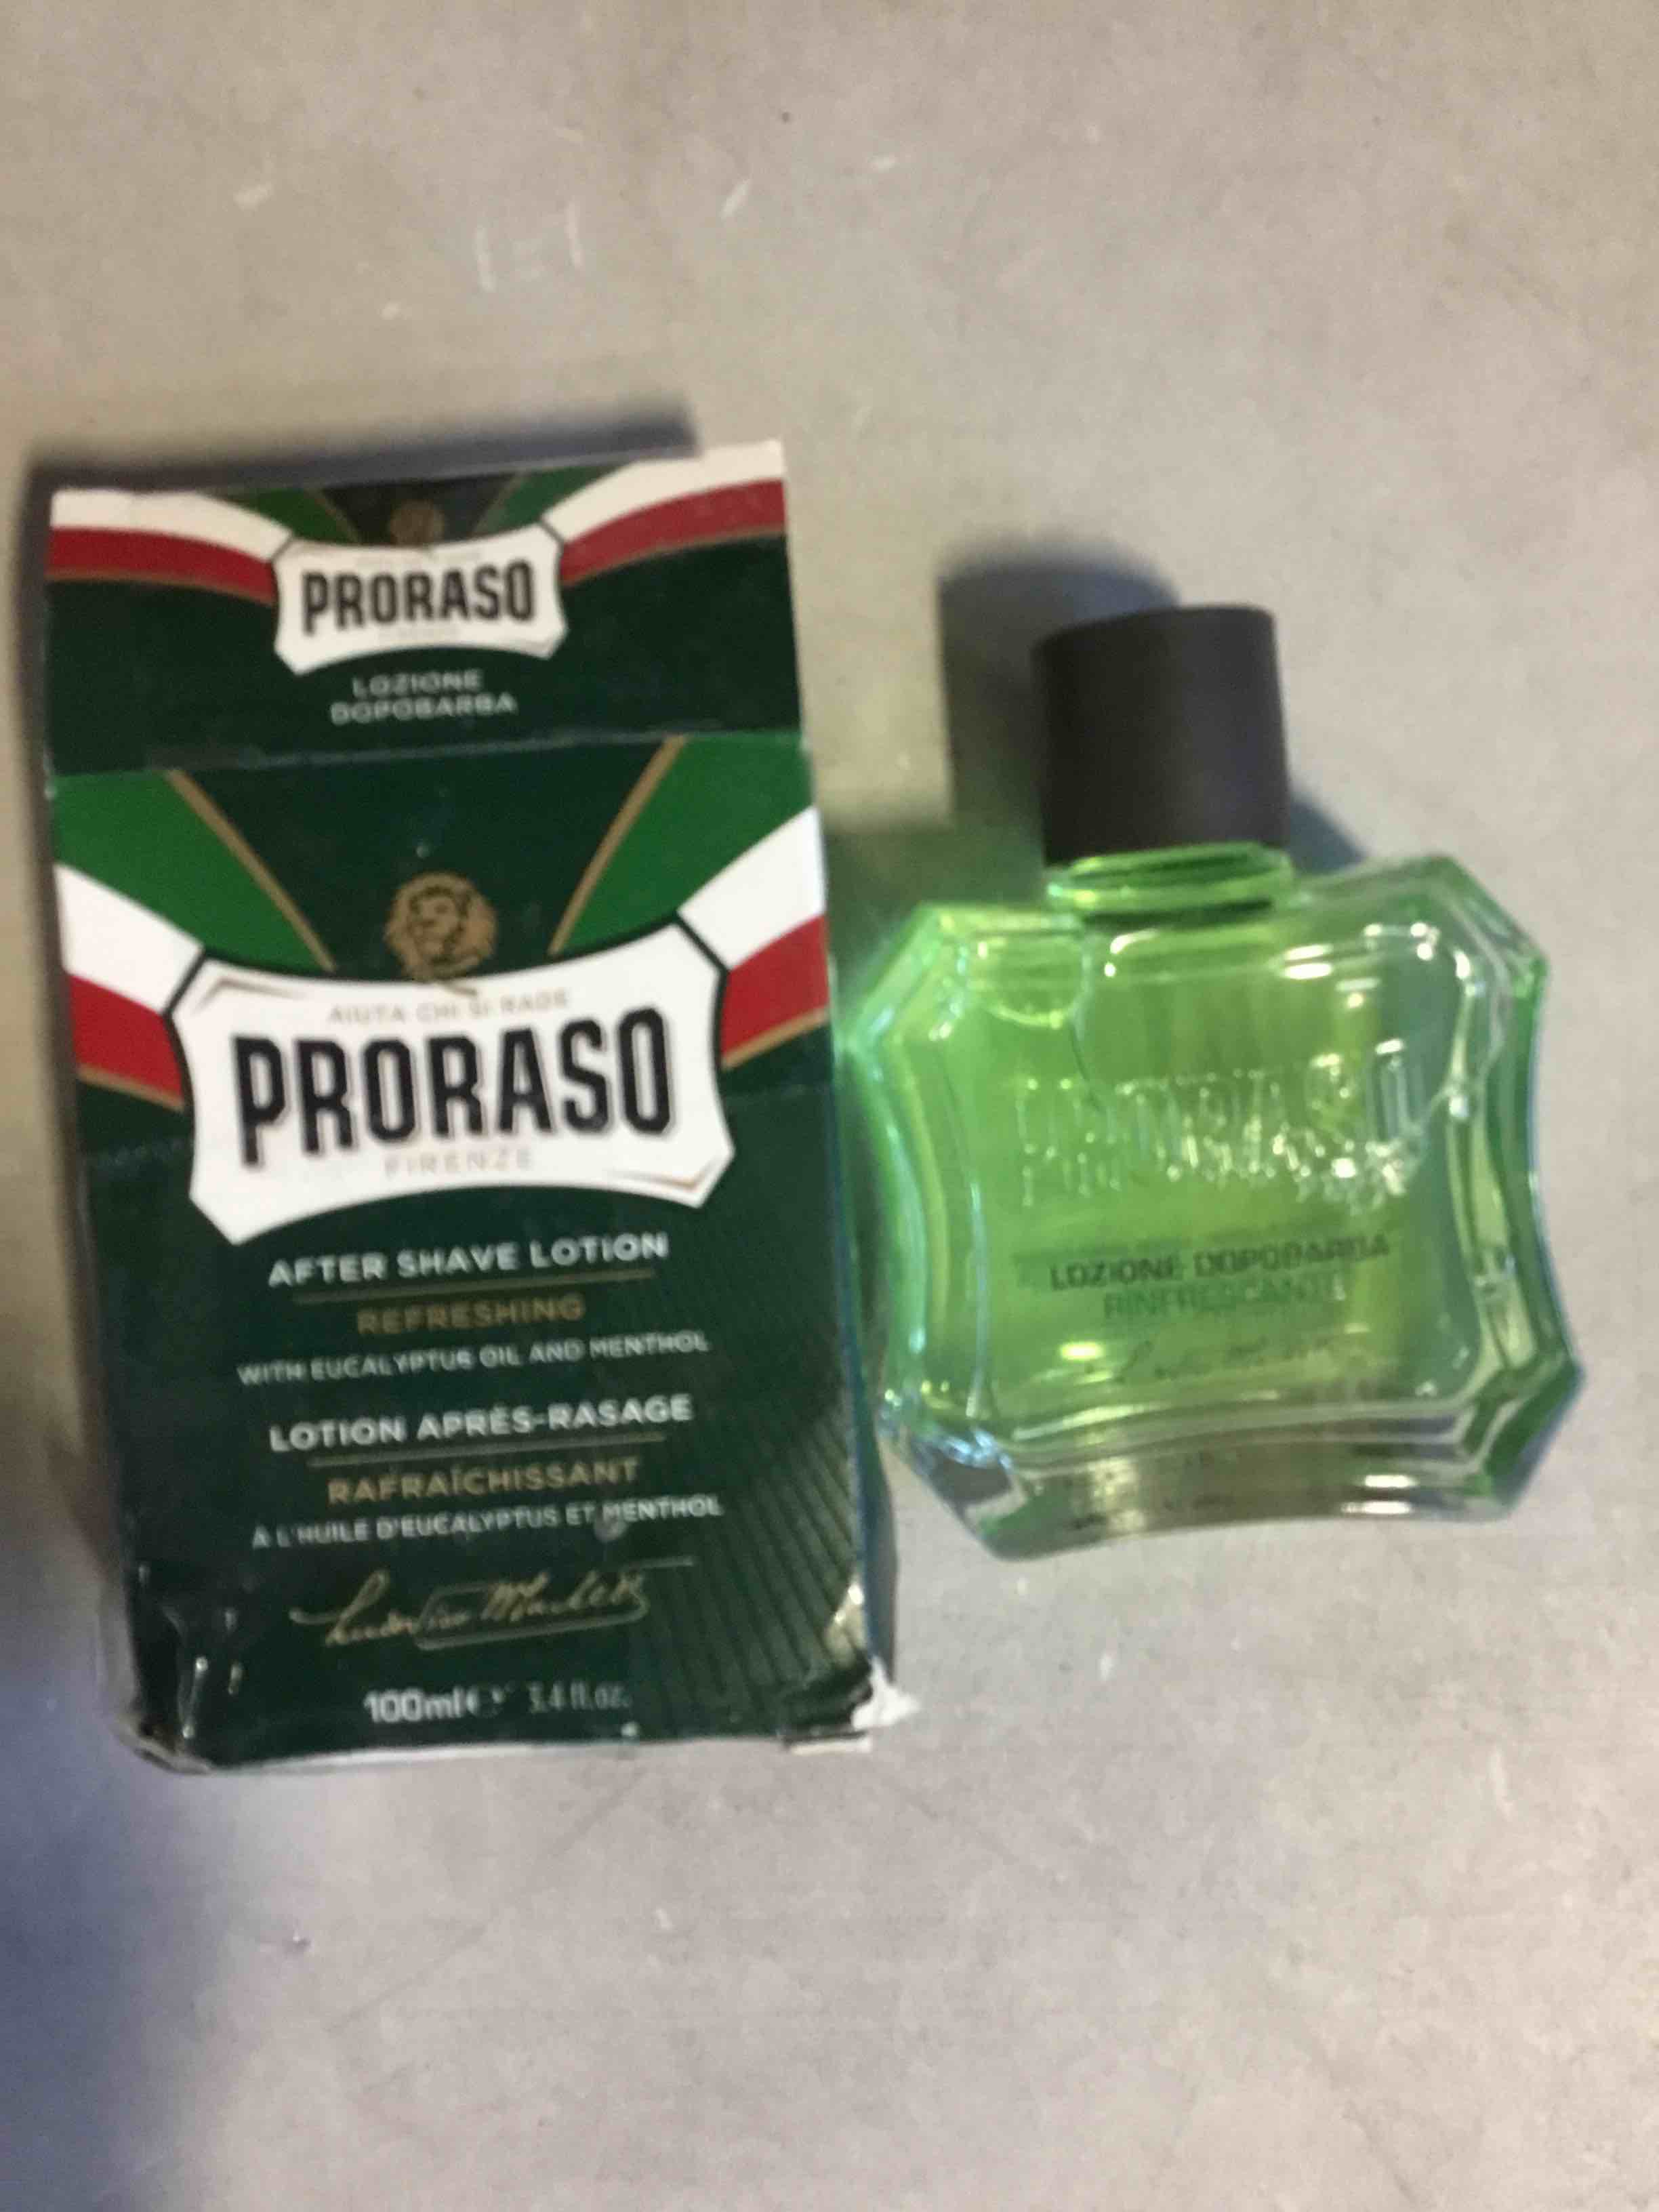 PRORASO
LOZIONE
DOPOBARBA
AIUTA CHI SI RADE
PRORASO
FIRENZE
AFTER SHAVE LOTION
REFRESHING
WITH EUCALYPTUS OIL AND MENTHOL
LOTION APRÈS-RASAGE
RAFRAÎCHISSANT
À L'HUILE D'EUCALYPTUS ET MENTHOL
100ml e 3.4 fl.oz.
PRORASO
LOZIONE DOPOBARBA
RINFRESCANTE